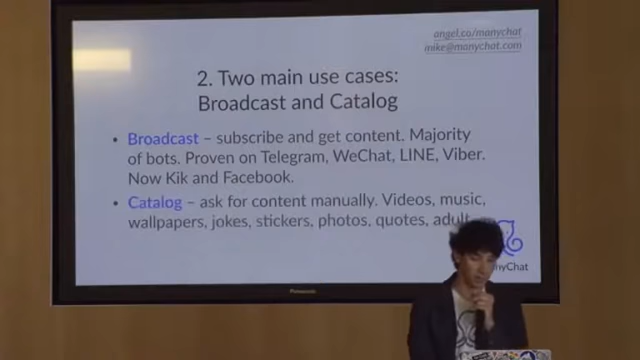 angel.co/manychat
mike@manychat.com
2. Two main use cases:
Broadcast and Catalog
• Broadcast – subscribe and get content. Majority
of bots. Proven on Telegram, WeChat, LINE, Viber.
Now Kik and Facebook.
• Catalog – ask for content manually. Videos, music,
wallpapers, jokes, stickers, photos, quotes, adult
nyChat
Panasonic